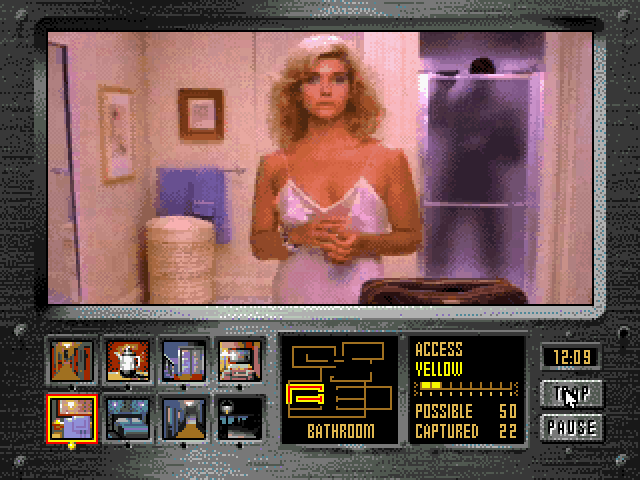 ACCESS
YELLOW
POSSIBLE 50
CAPTURED 22
BATHROOM
12:09
TRAP
PAUSE